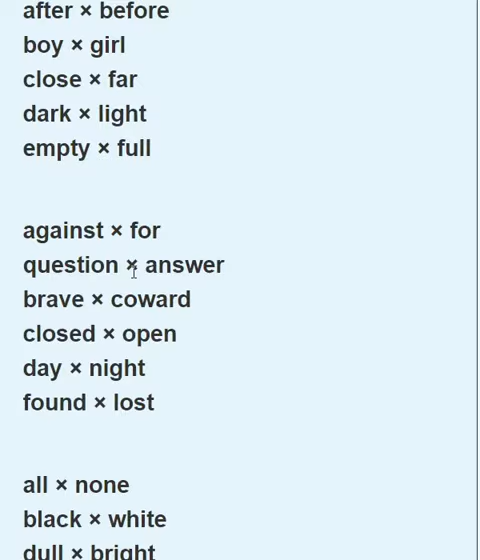 after × before
boy × girl
close × far
dark × light
empty × full
against × for
question × answer
brave × coward
closed × open
day × night
found × lost
all × none
black × white
dull × bright